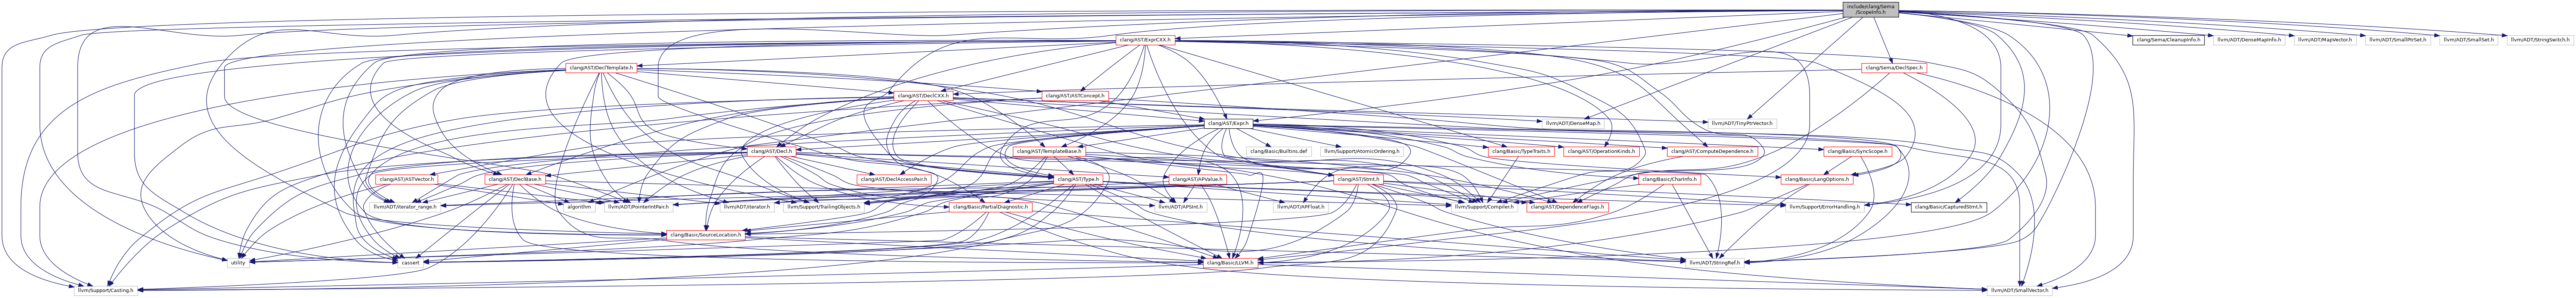 include/clang/Sema
/ScopeInfo.h
clang/AST/ExprCXX.h
clang/Sema/CleanupInfo.h
llvm/ADT/DenseMapInfo.h
llvm/ADT/MapVector.h
llvm/ADT/SmallPtrSet.h
llvm/ADT/SmallSet.h
llvm/ADT/StringSwitch.h
clang/AST/DeclTemplate.h
clang/Sema/DeclSpec.h
clang/AST/DeclCXX.h
clang/AST/ASTConcept.h
clang/AST/Expr.h
llvm/ADT/DenseMap.h
llvm/ADT/TinyPtrVector.h
clang/AST/Decl.h
clang/AST/TemplateBase.h
clang/Basic/Builtins.def
llvm/Support/AtomicOrdering.h
clang/Basic/TypeTraits.h
clang/AST/OperationKinds.h
clang/AST/ComputeDependence.h
clang/Basic/SyncScope.h
clang/AST/ASTVector.h
clang/AST/DeclBase.h
clang/AST/DeclAccessPair.h
clang/AST/Type.h
clang/AST/APValue.h
clang/AST/Stmt.h
clang/Basic/CharInfo.h
clang/Basic/LangOptions.h
llvm/ADT/iterator_range.h
algorithm
llvm/ADT/PointerIntPair.h
llvm/ADT/iterator.h
llvm/Support/TrailingObjects.h
clang/Basic/PartialDiagnostic.h
llvm/ADT/APSInt.h
llvm/ADT/APFloat.h
llvm/Support/Compiler.h
clang/AST/DependenceFlags.h
llvm/Support/ErrorHandling.h
clang/Basic/CapturedStmt.h
clang/Basic/SourceLocation.h
utility
cassert
clang/Basic/LLVM.h
llvm/ADT/StringRef.h
llvm/Support/Casting.h
llvm/ADT/SmallVector.h